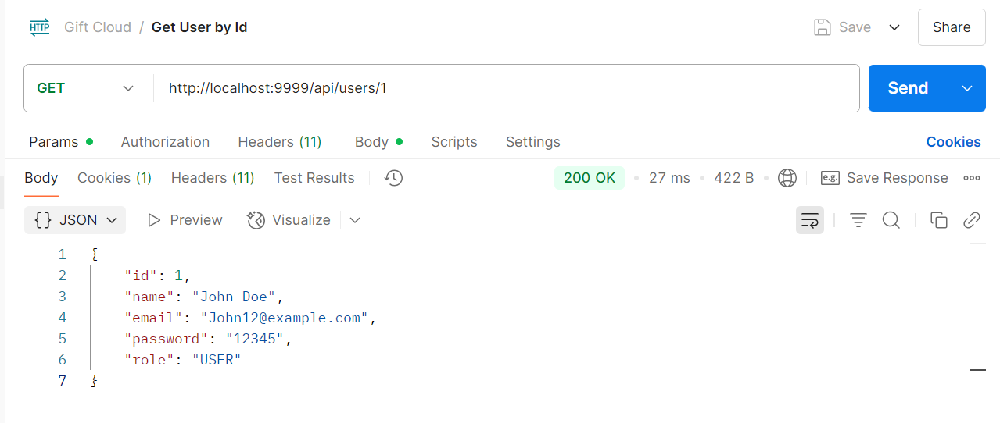 HTTP Gift Cloud / Get User by Id Save Share
GET http://localhost:9999/api/users/1 Send
Params Authorization Headers (11) Body Scripts Settings Cookies
Body Cookies (1) Headers (11) Test Results 200 OK 27 ms 422 B e.g. Save Response
{} JSON Preview Visualize
1 {
2 "id": 1,
3 "name": "John Doe",
4 "email": "John12@example.com",
5 "password": "12345",
6 "role": "USER"
7 }